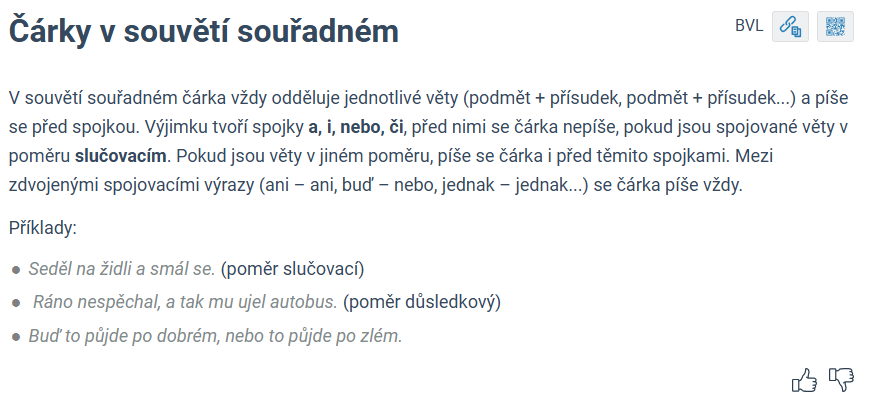 Čárky v souvětí souřadném
BVL
V souvětí souřadném čárka vždy odděluje jednotlivé věty (podmět + přísudek, podmět + přísudek...) a píše
se před spojkou. Výjimku tvoří spojky a, i, nebo, či, před nimi se čárka nepíše, pokud jsou spojované věty v
poměru slučovacím. Pokud jsou věty v jiném poměru, píše se čárka i před těmito spojkami. Mezi
zdvojenými spojovacími výrazy (ani – ani, buď – nebo, jednak – jednak...) se čárka píše vždy.
Příklady:
● Seděl na židli a smál se. (poměr slučovací)
● Ráno nespěchal, a tak mu ujel autobus. (poměr důsledkový)
● Buď to půjde po dobrém, nebo to půjde po zlém.